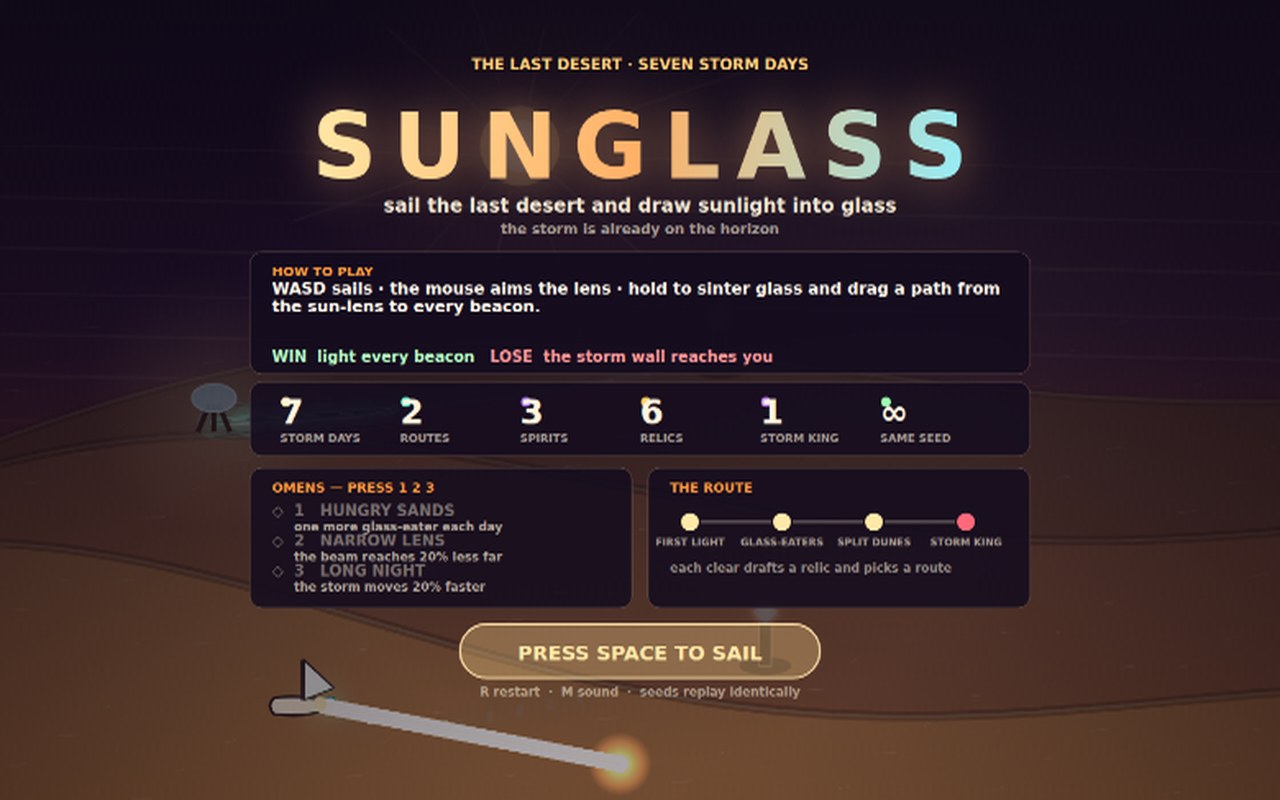 THE LAST DESERT · SEVEN STORM DAYS
SUNGLASS
sail the last desert and draw sunlight into glass
the storm is already on the horizon
HOW TO PLAY
WASD sails · the mouse aims the lens · hold to sinter glass and drag a path from
the sun-lens to every beacon.
WIN light every beacon LOSE the storm wall reaches you
7 2 3 6 1 ∞
STORM DAYS ROUTES SPIRITS RELICS STORM KING SAME SEED
OMENS — PRESS 1 2 3
◇ 1 HUNGRY SANDS
one more glass-eater each day
◇ 2 NARROW LENS
the beam reaches 20% less far
◇ 3 LONG NIGHT
the storm moves 20% faster
THE ROUTE
FIRST LIGHT GLASS-EATERS SPLIT DUNES STORM KING
each clear drafts a relic and picks a route
PRESS SPACE TO SAIL
R restart · M sound · seeds replay identically